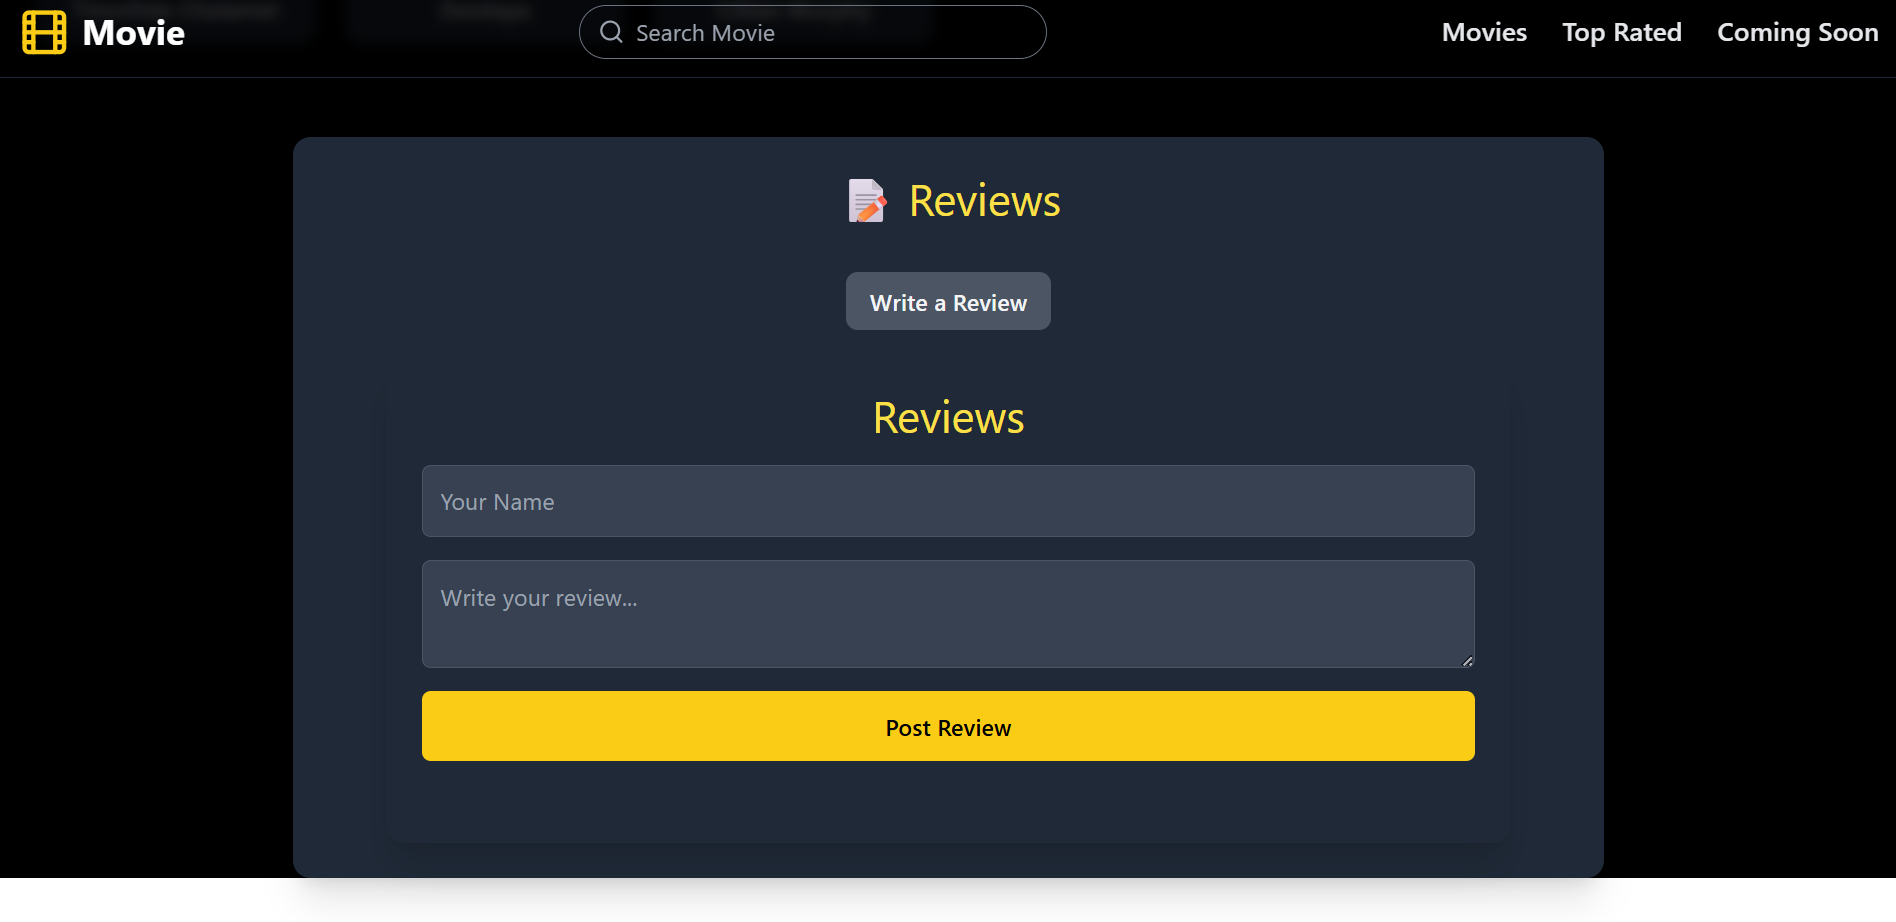 Movie
Search Movie
Movies
Top Rated
Coming Soon
Reviews
Write a Review
Reviews
Your Name
Write your review...
Post Review